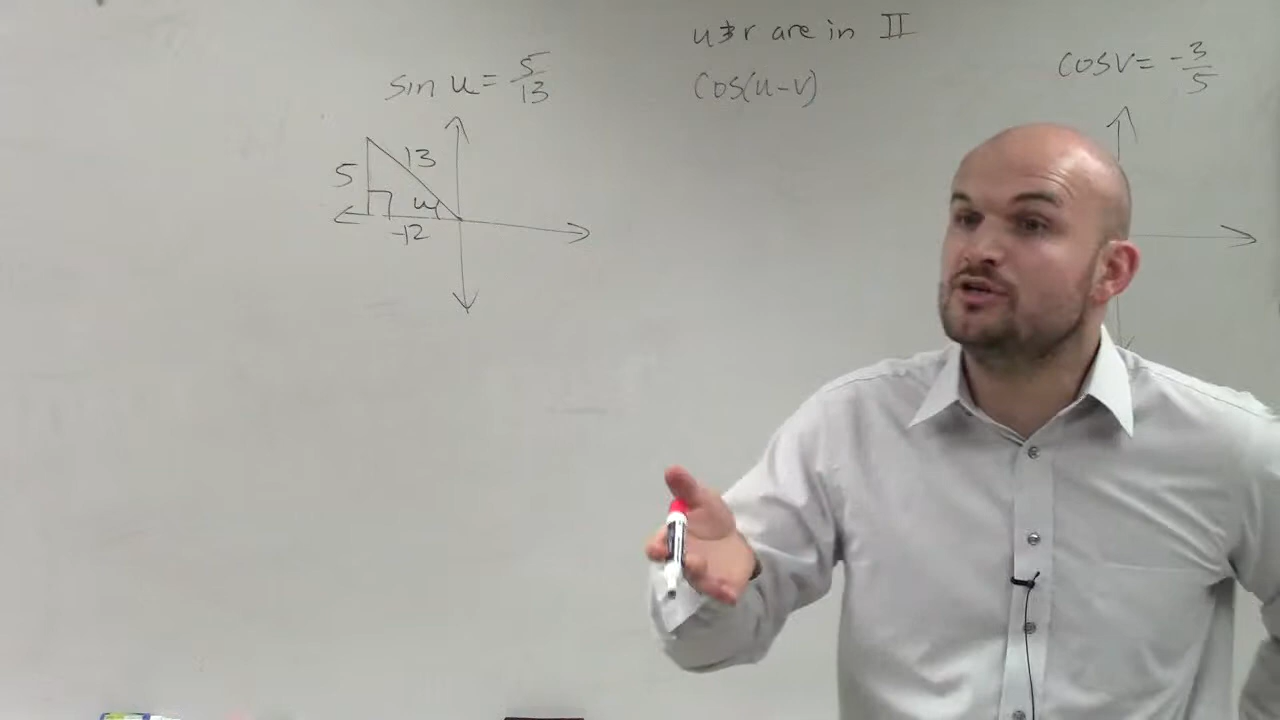 u & v are in II
sin u = 5/13
cos(u-v)
cos v = -3/5
5
13
u
-12